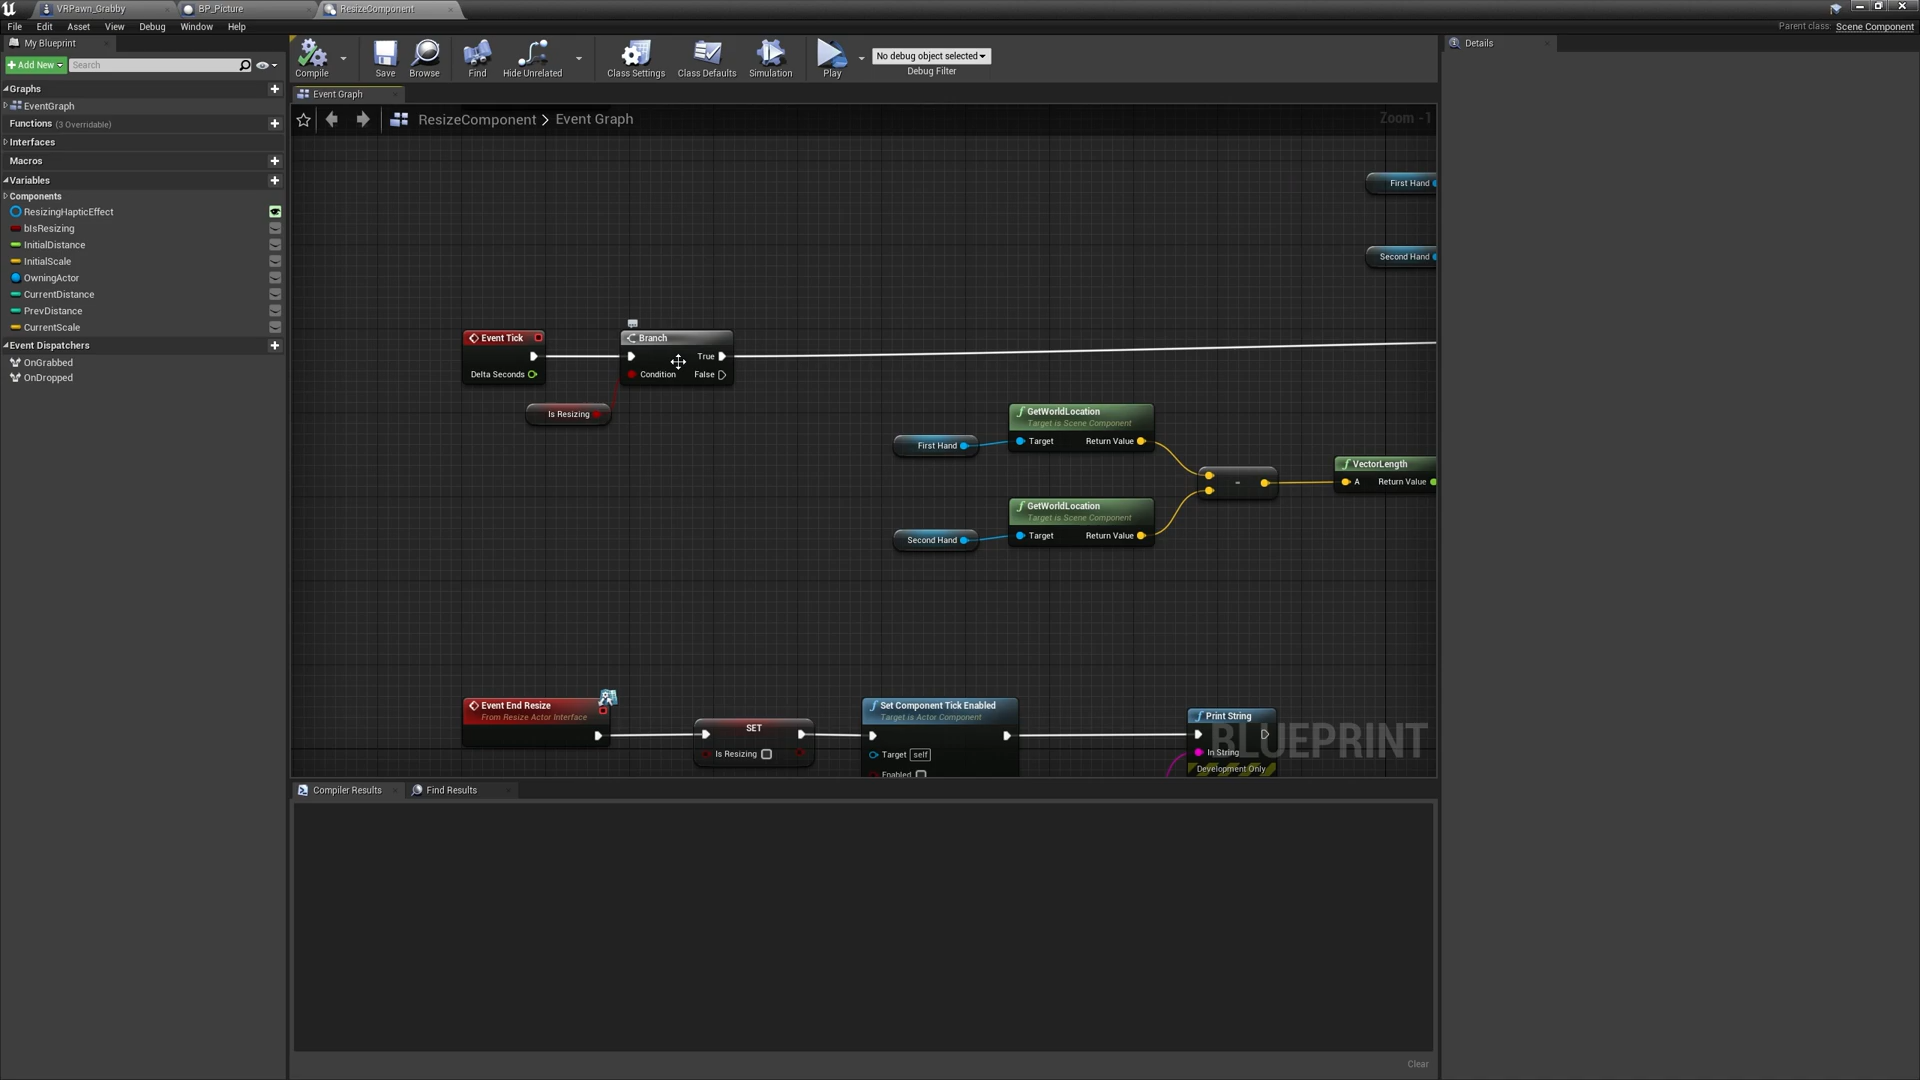 VRPawn_Grabby
BP_Picture
ResizeComponent
File
Edit
Asset
View
Debug
Window
Help
Parent class:
Scene Component
My Blueprint
Add New
Search
Graphs
EventGraph
Functions (3 Overridable)
Interfaces
Macros
Variables
Components
ResizingHapticEffect
bIsResizing
InitialDistance
InitialScale
OwningActor
CurrentDistance
PrevDistance
CurrentScale
Event Dispatchers
OnGrabbed
OnDropped
Compile
Save
Browse
Find
Hide Unrelated
Class Settings
Class Defaults
Simulation
Play
No debug object selected
Debug Filter
Event Graph
ResizeComponent > Event Graph
Zoom -1
First Hand
Second Hand
Event Tick
Delta Seconds
Branch
True
Condition
False
Is Resizing
First Hand
GetWorldLocation
Target is Scene Component
Target
Return Value
-
VectorLength
A
Return Value
Second Hand
GetWorldLocation
Target is Scene Component
Target
Return Value
Event End Resize
From Resize Actor Interface
SET
Is Resizing
Set Component Tick Enabled
Target is Actor Component
Target
self
Enabled
Print String
In String
Development Only
BLUEPRINT
Compiler Results
Find Results
Clear
Details